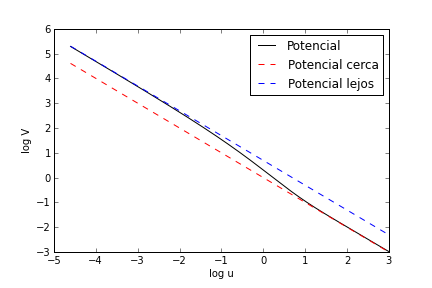 6
5
4
3
2
1
0
−1
−2
−3
log V
Potencial
Potencial cerca
Potencial lejos
−5 −4 −3 −2 −1 0 1 2 3
log u